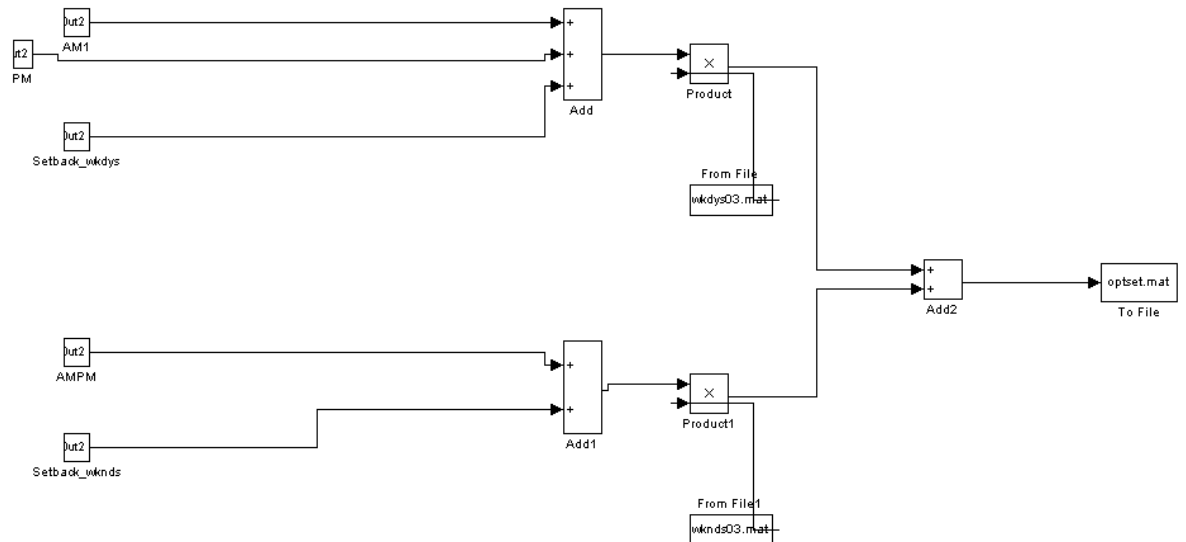 Out2
AM1
ut2
PM
Out2
Setback_wkdys
+
+
+
Add
×
Product
From File
wkdys03.mat
+
+
Add2
optset.mat
To File
Out2
AMPM
Out2
Setback_wknds
+
+
Add1
×
Product1
From File1
wknds03.mat